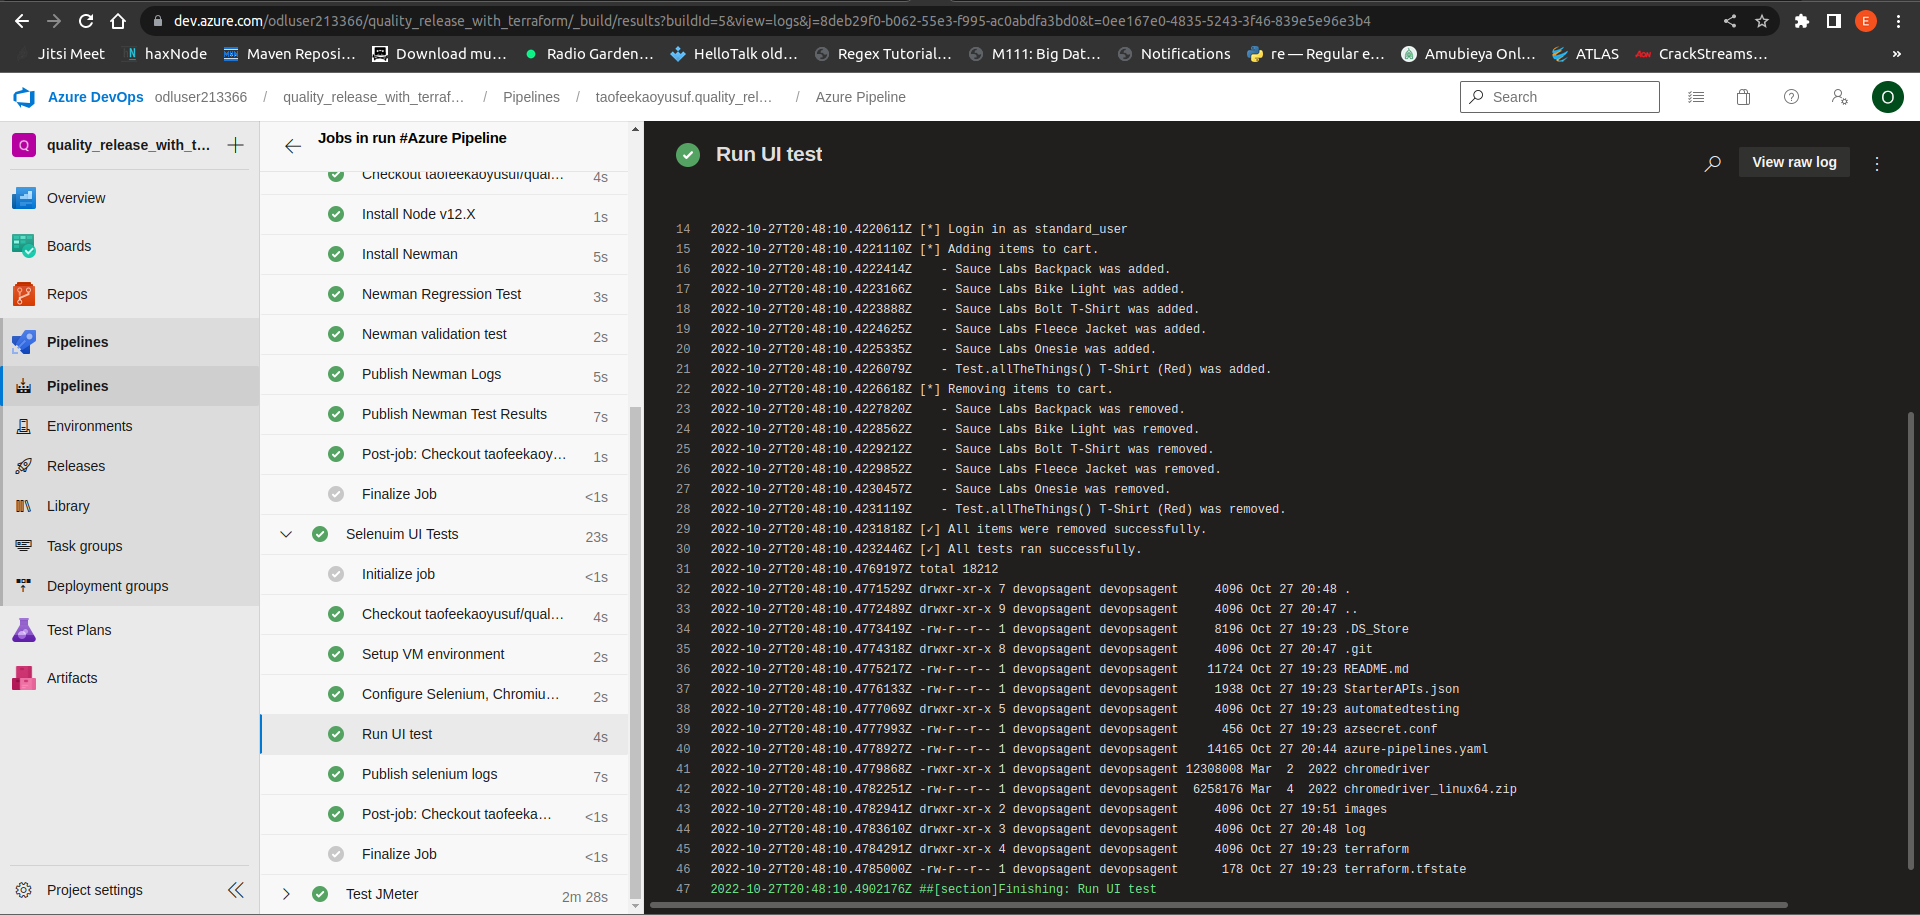 dev.azure.com/odluser213366/quality_release_with_terraform/_build/results?buildId=5&view=logs&j=8deb29f0-b062-55e3-f995-ac0abdfa3bd0&t=0ee167e0-4835-5243-3f46-839e5e96e3b4
E
Jitsi Meet
haxNode
Maven Reposi...
Download mu...
Radio Garden...
HelloTalk old...
Regex Tutorial...
M111: Big Dat...
Notifications
re — Regular e...
Amubieya Onl...
ATLAS
CrackStreams...
»
Azure DevOps odluser213366 / quality_release_with_terraf... / Pipelines / taofeekaoyusuf.quality_rel... / Azure Pipeline
Search
O
Q quality_release_with_t...
Overview
Boards
Repos
Pipelines
Pipelines
Environments
Releases
Library
Task groups
Deployment groups
Test Plans
Artifacts
Project settings
Jobs in run #Azure Pipeline
Checkout taofeekaoyusuf/qual... 4s
Install Node v12.X 1s
Install Newman 5s
Newman Regression Test 3s
Newman validation test 2s
Publish Newman Logs 5s
Publish Newman Test Results 7s
Post-job: Checkout taofeekaoy... 1s
Finalize Job <1s
Selenuim UI Tests 23s
Initialize job <1s
Checkout taofeekaoyusuf/qual... 4s
Setup VM environment 2s
Configure Selenium, Chromiu... 2s
Run UI test 4s
Publish selenium logs 7s
Post-job: Checkout taofeeka... <1s
Finalize Job <1s
Test JMeter 2m 28s
Run UI test
View raw log
14 2022-10-27T20:48:10.4220611Z [*] Login in as standard_user
15 2022-10-27T20:48:10.4221110Z [*] Adding items to cart.
16 2022-10-27T20:48:10.4222414Z - Sauce Labs Backpack was added.
17 2022-10-27T20:48:10.4223166Z - Sauce Labs Bike Light was added.
18 2022-10-27T20:48:10.4223888Z - Sauce Labs Bolt T-Shirt was added.
19 2022-10-27T20:48:10.4224625Z - Sauce Labs Fleece Jacket was added.
20 2022-10-27T20:48:10.4225335Z - Sauce Labs Onesie was added.
21 2022-10-27T20:48:10.4226079Z - Test.allTheThings() T-Shirt (Red) was added.
22 2022-10-27T20:48:10.4226618Z [*] Removing items to cart.
23 2022-10-27T20:48:10.4227820Z - Sauce Labs Backpack was removed.
24 2022-10-27T20:48:10.4228562Z - Sauce Labs Bike Light was removed.
25 2022-10-27T20:48:10.4229212Z - Sauce Labs Bolt T-Shirt was removed.
26 2022-10-27T20:48:10.4229852Z - Sauce Labs Fleece Jacket was removed.
27 2022-10-27T20:48:10.4230457Z - Sauce Labs Onesie was removed.
28 2022-10-27T20:48:10.4231119Z - Test.allTheThings() T-Shirt (Red) was removed.
29 2022-10-27T20:48:10.4231818Z [✓] All items were removed successfully.
30 2022-10-27T20:48:10.4232446Z [✓] All tests ran successfully.
31 2022-10-27T20:48:10.4769197Z total 18212
32 2022-10-27T20:48:10.4771529Z drwxr-xr-x 7 devopsagent devopsagent 4096 Oct 27 20:48 .
33 2022-10-27T20:48:10.4772489Z drwxr-xr-x 9 devopsagent devopsagent 4096 Oct 27 20:47 ..
34 2022-10-27T20:48:10.4773419Z -rw-r--r-- 1 devopsagent devopsagent 8196 Oct 27 19:23 .DS_Store
35 2022-10-27T20:48:10.4774318Z drwxr-xr-x 8 devopsagent devopsagent 4096 Oct 27 20:47 .git
36 2022-10-27T20:48:10.4775217Z -rw-r--r-- 1 devopsagent devopsagent 11724 Oct 27 19:23 README.md
37 2022-10-27T20:48:10.4776133Z -rw-r--r-- 1 devopsagent devopsagent 1938 Oct 27 19:23 StarterAPIs.json
38 2022-10-27T20:48:10.4777069Z drwxr-xr-x 5 devopsagent devopsagent 4096 Oct 27 19:23 automatedtesting
39 2022-10-27T20:48:10.4777993Z -rw-r--r-- 1 devopsagent devopsagent 456 Oct 27 19:23 azsecret.conf
40 2022-10-27T20:48:10.4778927Z -rw-r--r-- 1 devopsagent devopsagent 14165 Oct 27 20:44 azure-pipelines.yaml
41 2022-10-27T20:48:10.4779868Z -rwxr-xr-x 1 devopsagent devopsagent 12308008 Mar 2 2022 chromedriver
42 2022-10-27T20:48:10.4782251Z -rw-r--r-- 1 devopsagent devopsagent 6258176 Mar 4 2022 chromedriver_linux64.zip
43 2022-10-27T20:48:10.4782941Z drwxr-xr-x 2 devopsagent devopsagent 4096 Oct 27 19:51 images
44 2022-10-27T20:48:10.4783610Z drwxr-xr-x 3 devopsagent devopsagent 4096 Oct 27 20:48 log
45 2022-10-27T20:48:10.4784291Z drwxr-xr-x 4 devopsagent devopsagent 4096 Oct 27 19:23 terraform
46 2022-10-27T20:48:10.4785000Z -rw-r--r-- 1 devopsagent devopsagent 178 Oct 27 19:23 terraform.tfstate
47 2022-10-27T20:48:10.4902176Z ##[section]Finishing: Run UI test